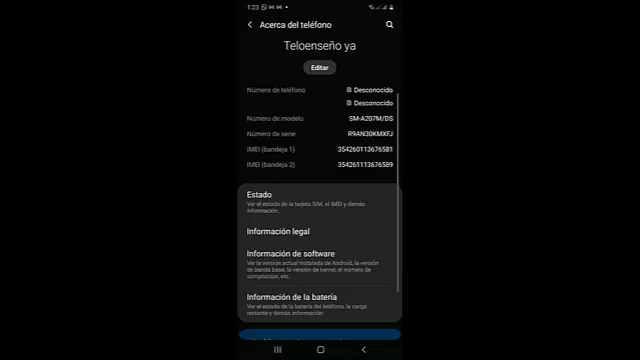 1:23
Acerca del teléfono
Teloenseño ya
Editar
Número de teléfono Desconocido
Desconocido
Número de modelo SM-A207M/DS
Número de serie R9AN30KMXFJ
IMEI (bandeja 1) 354260113676581
IMEI (bandeja 2) 354261113676589
Estado
Ver el estado de la tarjeta SIM, el IMEI y demás
información.
Información legal
Información de software
Ver la versión actual instalada de Android, la versión
de banda base, la versión de kernel, el número de
compilación, etc.
Información de la batería
Ver el estado de la batería del teléfono, la carga
restante y demás información.